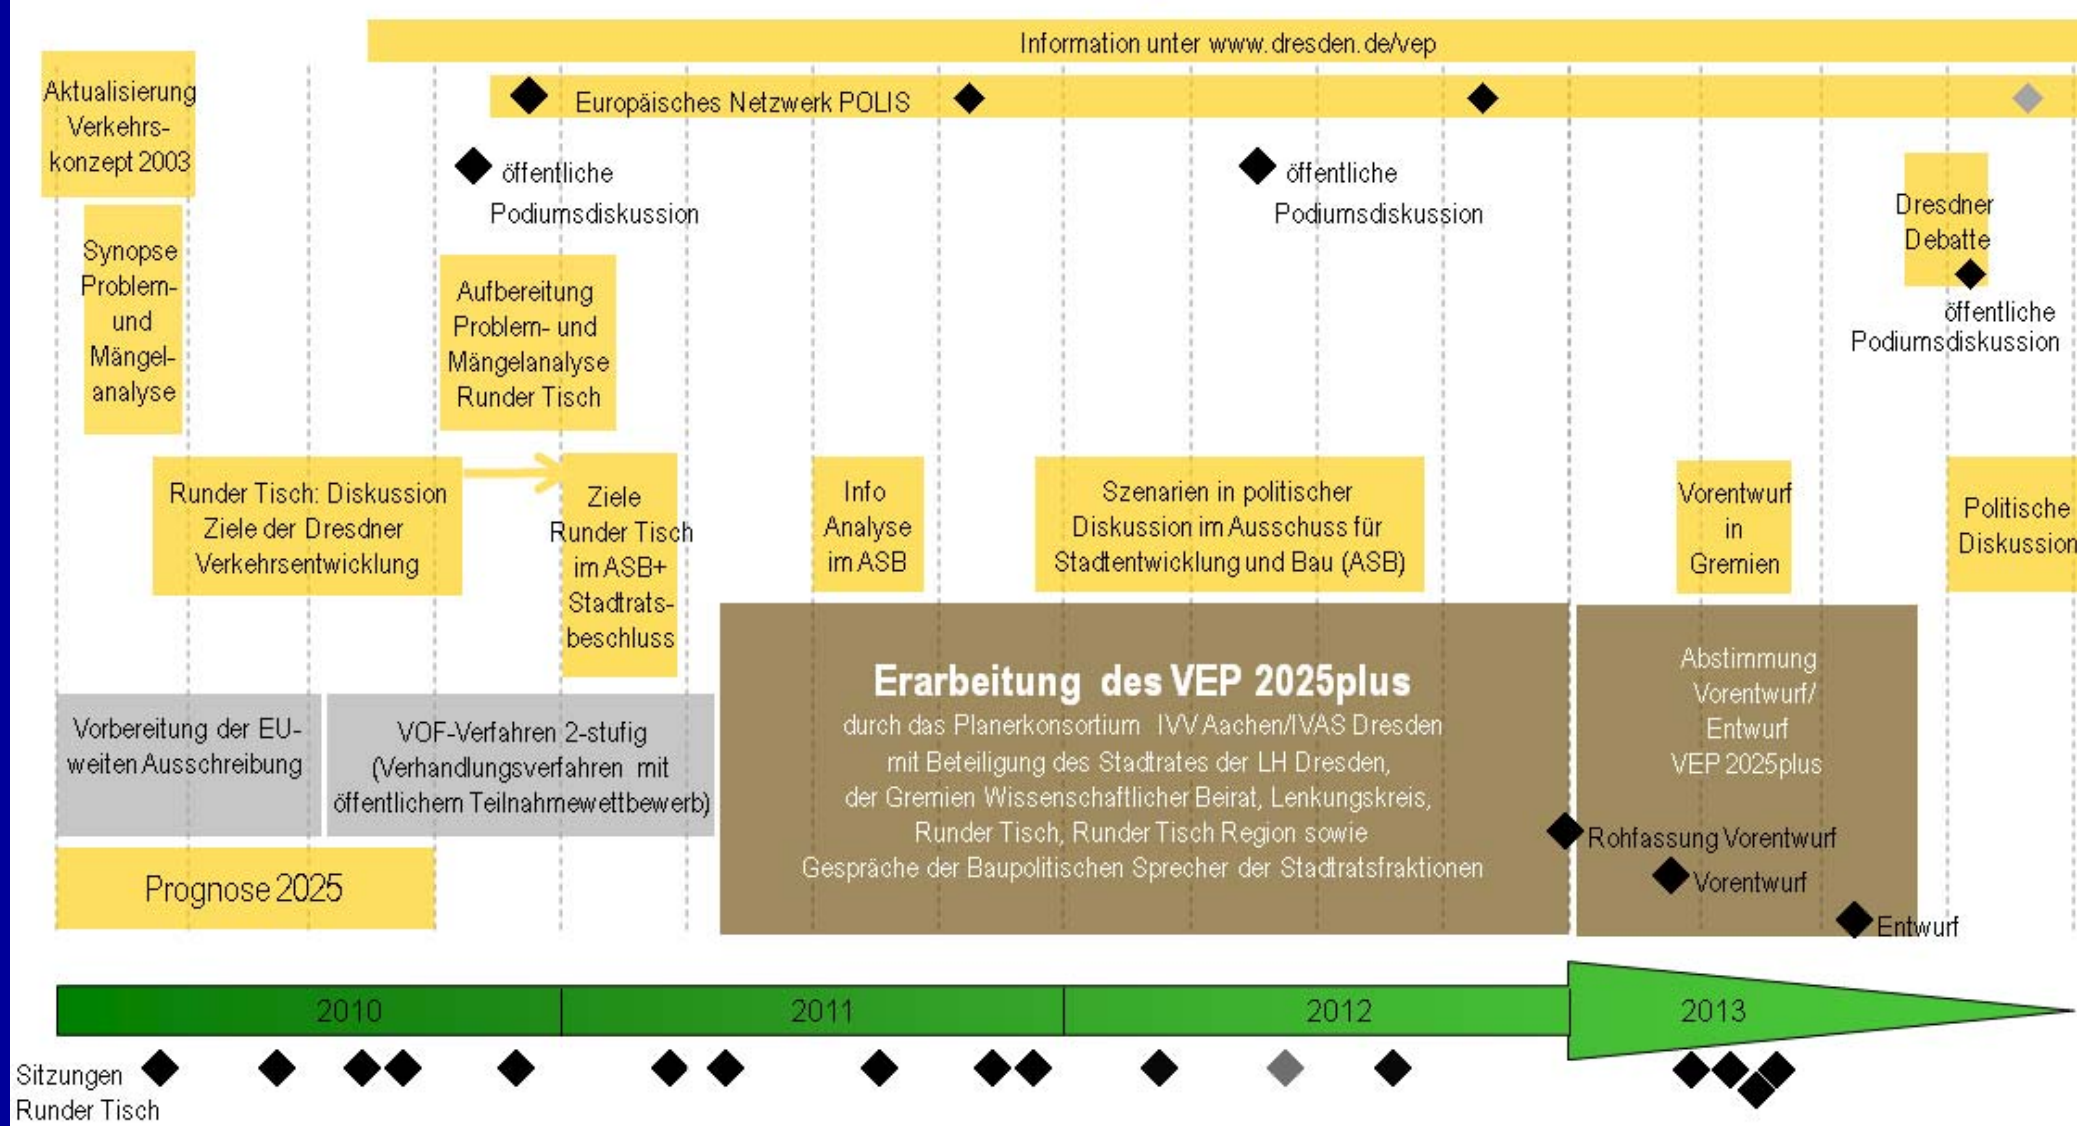 Information unter www.dresden.de/vep
Aktualisierung
Verkehrs-
konzept 2003
Europäisches Netzwerk POLIS
öffentliche
Podiumsdiskussion
öffentliche
Podiumsdiskussion
Dresdner
Debatte
öffentliche
Podiumsdiskussion
Synopse
Problem-
und
Mängel-
analyse
Aufbereitung
Problem- und
Mängelanalyse
Runder Tisch
Runder Tisch: Diskussion
Ziele der Dresdner
Verkehrsentwicklung
Ziele
Runder Tisch
im ASB+
Stadtrats-
beschluss
Info
Analyse
im ASB
Szenarien in politischer
Diskussion im Ausschuss für
Stadtentwicklung und Bau (ASB)
Vorentwurf
in
Gremien
Politische
Diskussion
Vorbereitung der EU-
weiten Ausschreibung
VOF-Verfahren 2-stufig
(Verhandlungsverfahren mit
öffentlichem Teilnahmewettbewerb)
Erarbeitung des VEP 2025plus
durch das Planerkonsortium IVV Aachen/IVAS Dresden
mit Beteiligung des Stadtrates der LH Dresden,
der Gremien Wissenschaftlicher Beirat, Lenkungskreis,
Runder Tisch, Runder Tisch Region sowie
Gespräche der Baupolitischen Sprecher der Stadtratsfraktionen
Abstimmung
Vorentwurf/
Entwurf
VEP 2025plus
Rohfassung Vorentwurf
Vorentwurf
Entwurf
Prognose 2025
2010
2011
2012
2013
Sitzungen
Runder Tisch